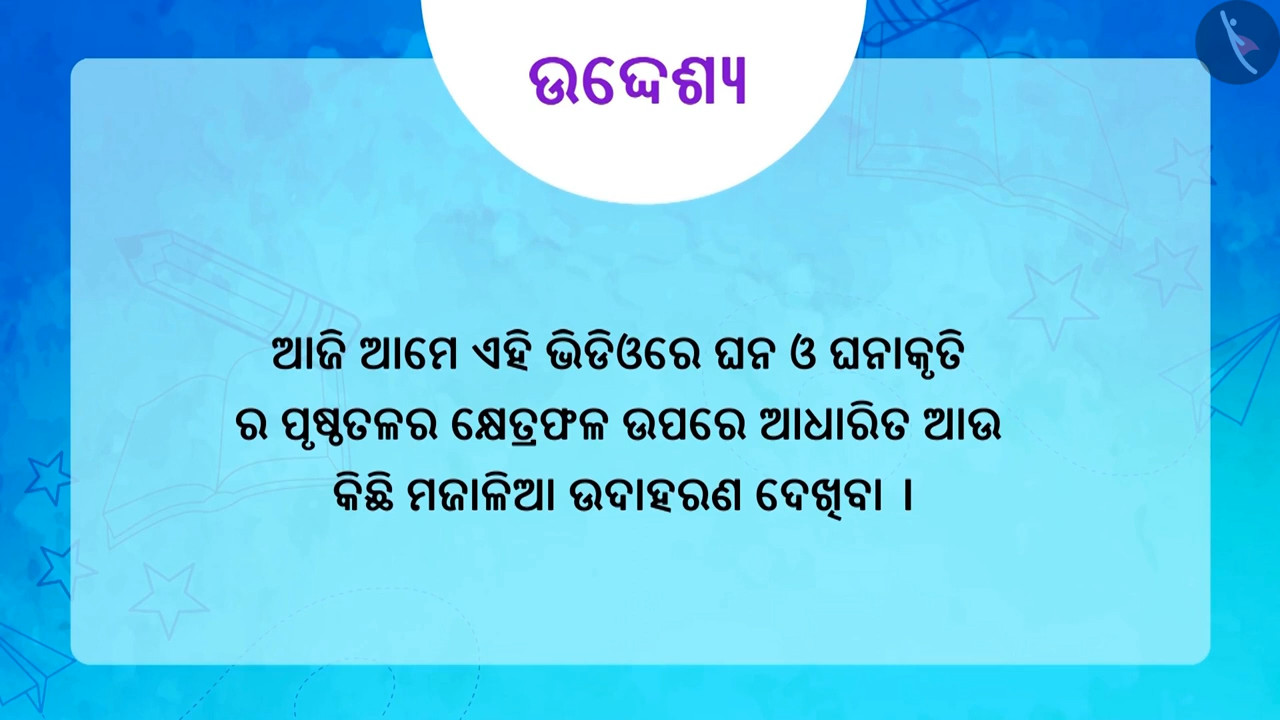 ଉଦ୍ଦେଶ୍ୟ
ଆଜି ଆମେ ଏହି ଭିଡିଓରେ ଘନ ଓ ଘନାକୃତି
ର ପୃଷ୍ଠତଳର କ୍ଷେତ୍ରଫଳ ଉପରେ ଆଧାରିତ ଆଉ
କିଛି ମଜାଳିଆ ଉଦାହରଣ ଦେଖିବା ।